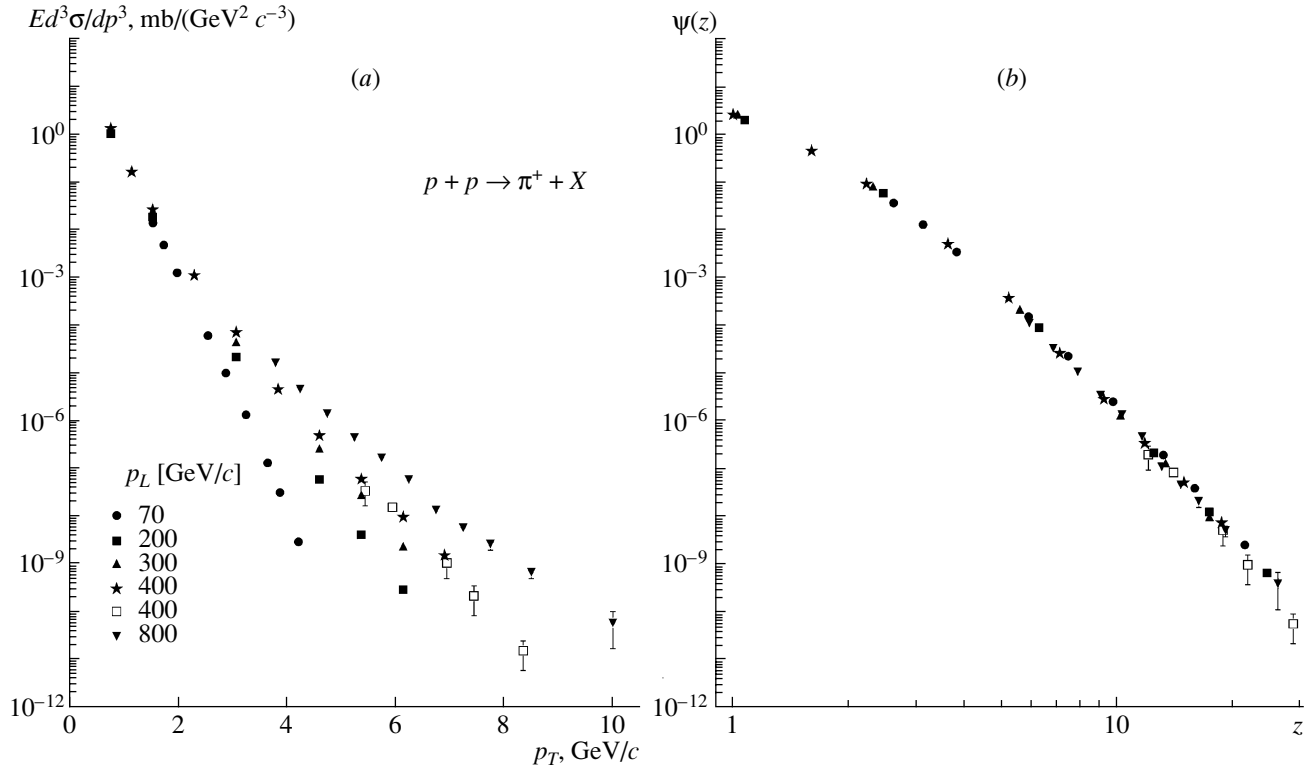 Ed³σ/dp³, mb/(GeV² c⁻³)
(a)
p + p → π⁺ + X
10⁰
10⁻³
10⁻⁶
10⁻⁹
10⁻¹²
p_L [GeV/c]
70
200
300
400
400
800
0 2 4 6 8 10
p_T, GeV/c
ψ(z)
(b)
10⁰
10⁻³
10⁻⁶
10⁻⁹
10⁻¹²
1 10 z